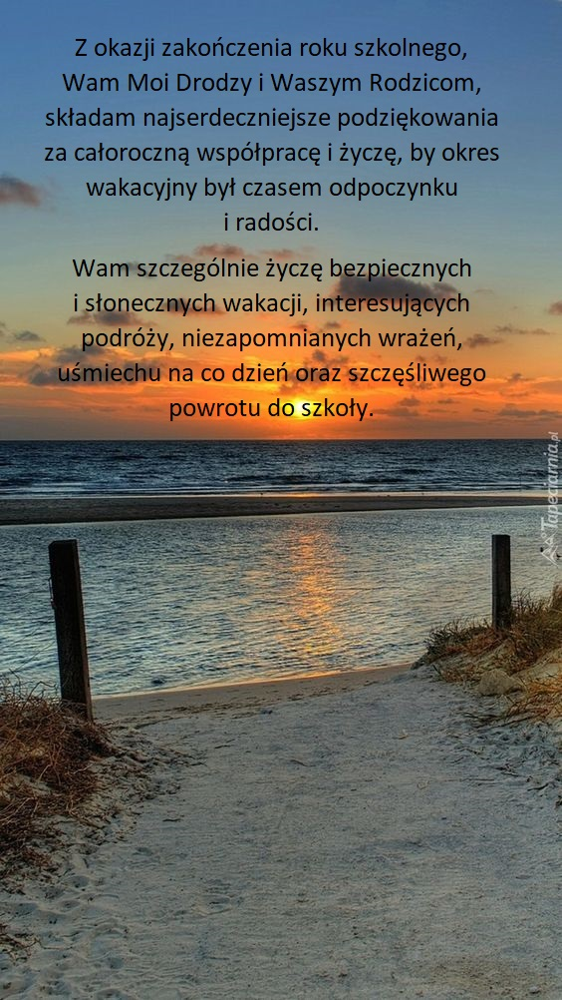 Z okazji zakończenia roku szkolnego,
Wam Moi Drodzy i Waszym Rodzicom,
składam najserdeczniejsze podziękowania
za całoroczną współpracę i życzę, by okres
wakacyjny był czasem odpoczynku
i radości.
Wam szczególnie życzę bezpiecznych
i słonecznych wakacji, interesujących
podróży, niezapomnianych wrażeń,
uśmiechu na co dzień oraz szczęśliwego
powrotu do szkoły.
Tapeciarnia.pl